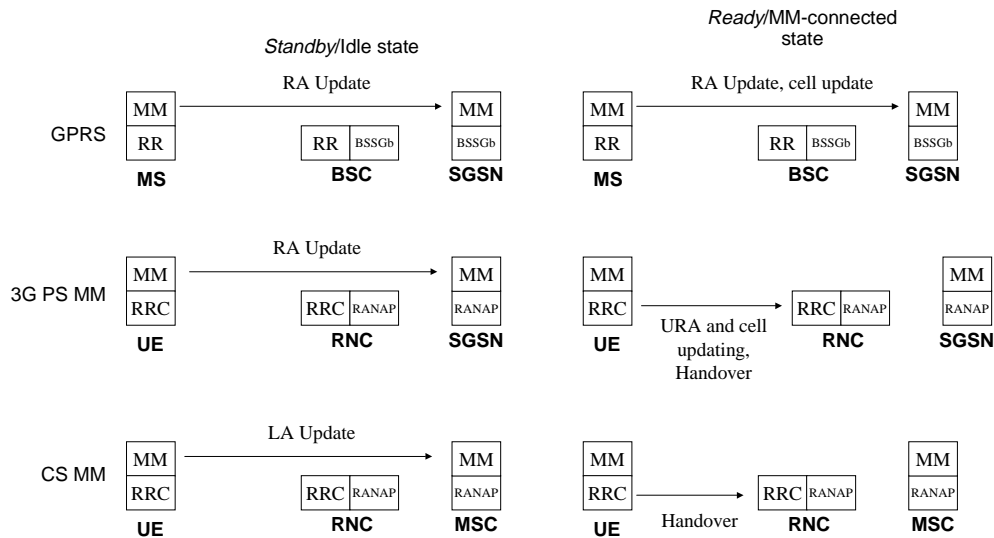 Standby/Idle state
Ready/MM-connected
state
GPRS
RA Update
MM
RR
MS
RR BSSGb
BSC
MM
BSSGb
SGSN
RA Update, cell update
MM
RR
MS
RR BSSGb
BSC
MM
BSSGb
SGSN
3G PS MM
RA Update
MM
RRC
UE
RRC RANAP
RNC
MM
RANAP
SGSN
MM
RRC
UE
URA and cell
updating,
Handover
RRC RANAP
RNC
MM
RANAP
SGSN
CS MM
LA Update
MM
RRC
UE
RRC RANAP
RNC
MM
RANAP
MSC
MM
RRC
UE
Handover
RRC RANAP
RNC
MM
RANAP
MSC